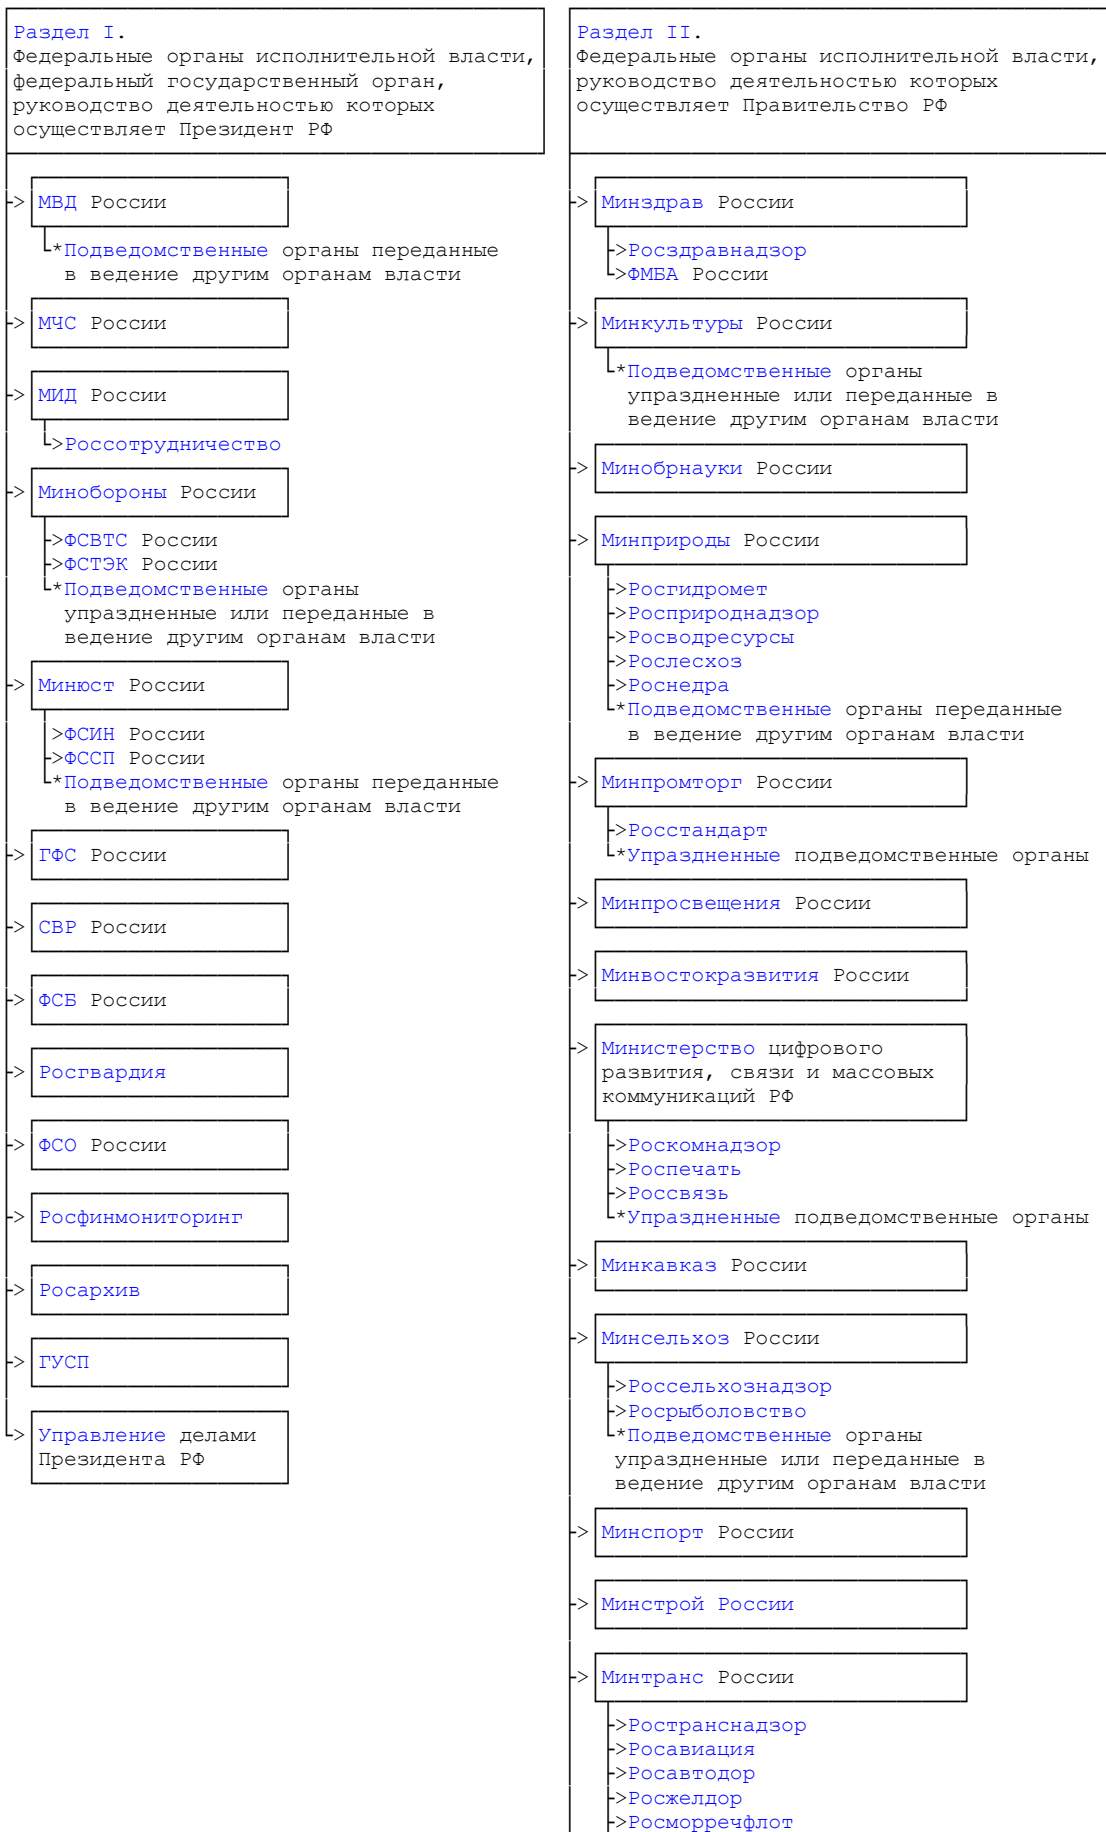 Раздел I.
Федеральные органы исполнительной власти,
федеральный государственный орган,
руководство деятельностью которых
осуществляет Президент РФ
-> МВД России
*Подведомственные органы переданные
в ведение другим органам власти
-> МЧС России
-> МИД России
->Россотрудничество
-> Минобороны России
->ФСВТС России
->ФСТЭК России
*Подведомственные органы
упраздненные или переданные в
ведение другим органам власти
-> Минюст России
>ФСИН России
->ФССП России
*Подведомственные органы переданные
в ведение другим органам власти
-> ГФС России
-> СВР России
-> ФСБ России
-> Росгвардия
-> ФСО России
-> Росфинмониторинг
-> Росархив
-> ГУСП
-> Управление делами
Президента РФ
Раздел II.
Федеральные органы исполнительной власти,
руководство деятельностью которых
осуществляет Правительство РФ
-> Минздрав России
->Росздравнадзор
->ФМБА России
-> Минкультуры России
*Подведомственные органы
упраздненные или переданные в
ведение другим органам власти
-> Минобрнауки России
-> Минприроды России
->Росгидромет
->Росприроднадзор
->Росводресурсы
->Рослесхоз
->Роснедра
*Подведомственные органы переданные
в ведение другим органам власти
-> Минпромторг России
->Росстандарт
*Упраздненные подведомственные органы
-> Минпросвещения России
-> Минвостокразвития России
-> Министерство цифрового
развития, связи и массовых
коммуникаций РФ
->Роскомнадзор
->Роспечать
->Россвязь
*Упраздненные подведомственные органы
-> Минкавказ России
-> Минсельхоз России
->Россельхознадзор
->Росрыболовство
*Подведомственные органы
упраздненные или переданные в
ведение другим органам власти
-> Минспорт России
-> Минстрой России
-> Минтранс России
->Ространснадзор
->Росавиация
->Росавтодор
->Росжелдор
->Росморречфлот